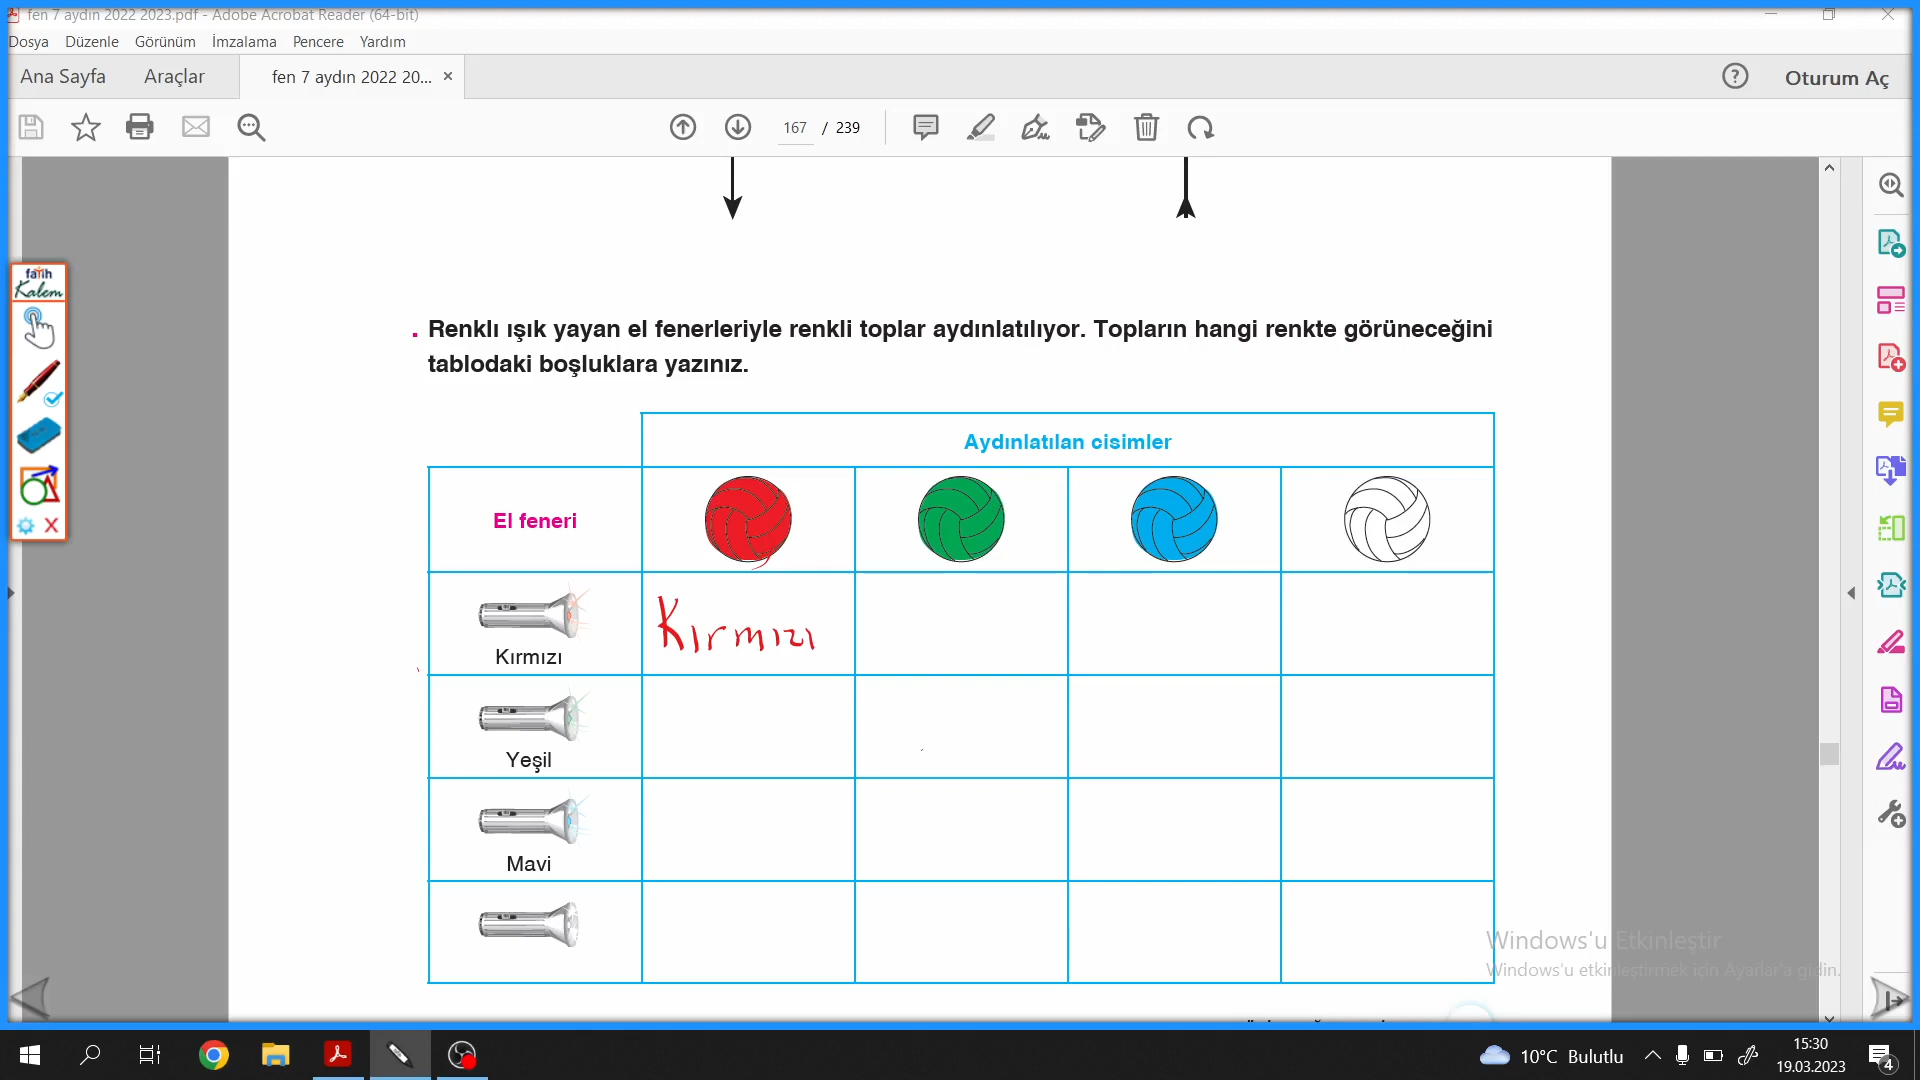 fen 7 aydın 2022 2023.pdf - Adobe Acrobat Reader (64-bit)
Dosya Düzenle Görünüm İmzalama Pencere Yardım
Ana Sayfa Araçlar fen 7 aydın 2022 20... × ? Oturum Aç
167 / 239
fatih
Kalem
. Renklı ışık yayan el fenerleriyle renkli toplar aydınlatılıyor. Topların hangi renkte görüneceğini
tablodaki boşluklara yazınız.
Aydınlatılan cisimler
El feneri
Kırmızı
Kırmızı
Yeşil
Mavi
Windows'u Etkinleştir
Windows'u etkinleştirmek için Ayarlar'a gidin.
10°C Bulutlu
15:30
19.03.2023
4